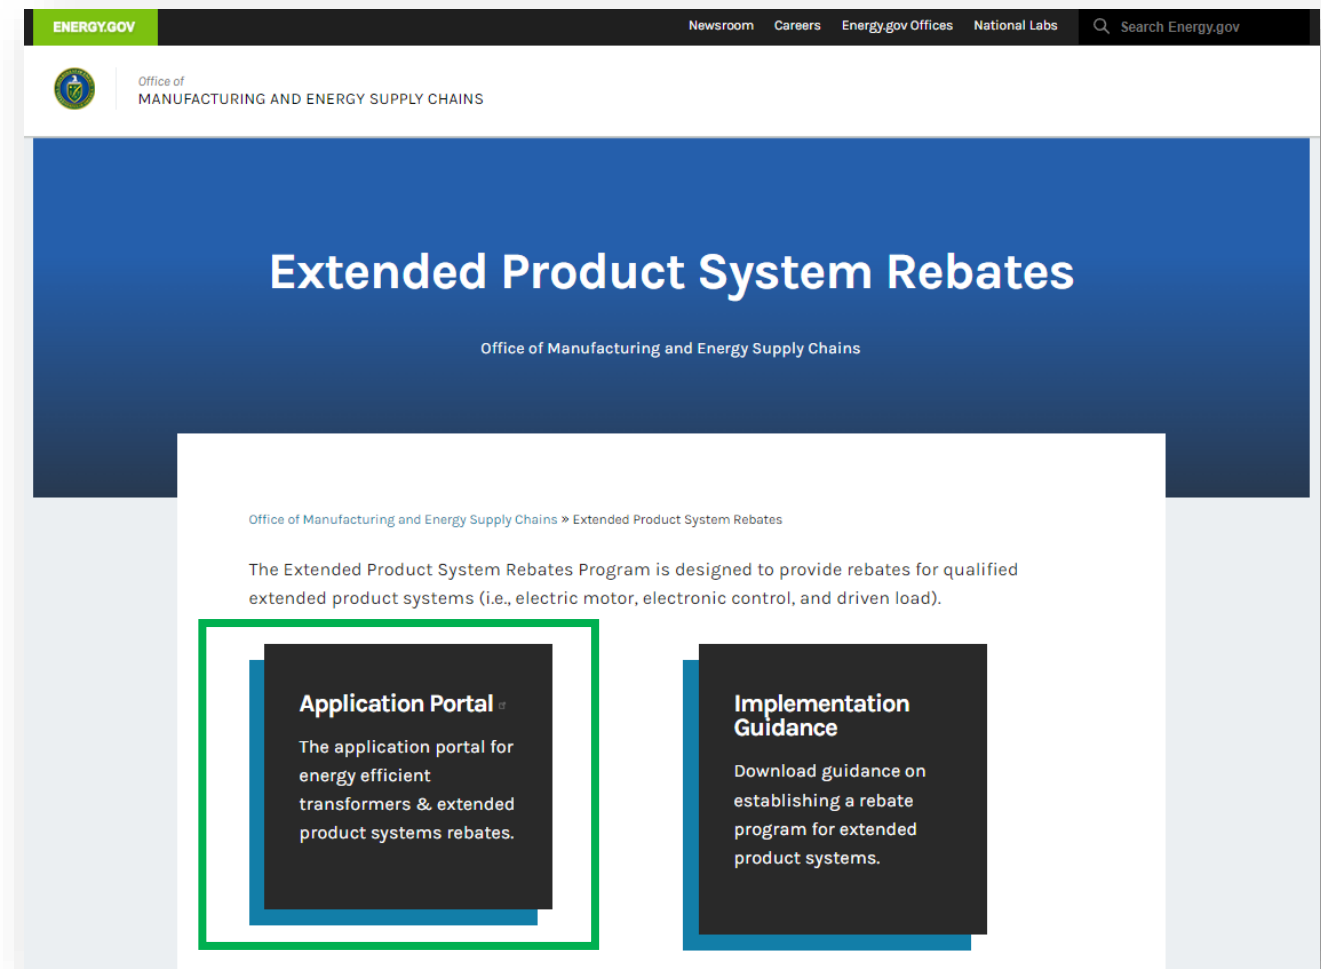 ENERGY.GOV
Newsroom Careers Energy.gov Offices National Labs Search Energy.gov
Office of
MANUFACTURING AND ENERGY SUPPLY CHAINS
Extended Product System Rebates
Office of Manufacturing and Energy Supply Chains
Office of Manufacturing and Energy Supply Chains » Extended Product System Rebates
The Extended Product System Rebates Program is designed to provide rebates for qualified
extended product systems (i.e., electric motor, electronic control, and driven load).
Application Portal
The application portal for
energy efficient
transformers & extended
product systems rebates.
Implementation
Guidance
Download guidance on
establishing a rebate
program for extended
product systems.